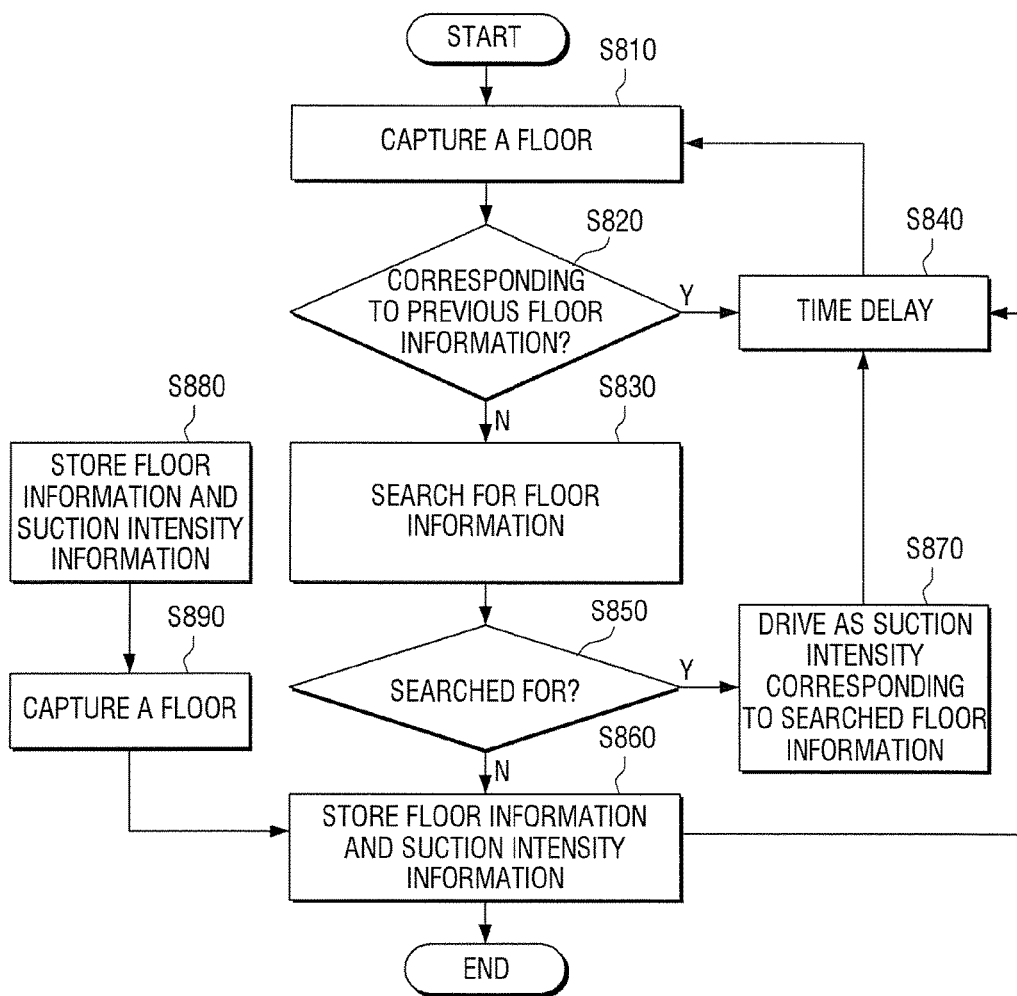 START
S810
CAPTURE A FLOOR
S820
CORRESPONDING
TO PREVIOUS FLOOR
INFORMATION?
Y
S840
TIME DELAY
N
S830
SEARCH FOR FLOOR
INFORMATION
S880
STORE FLOOR
INFORMATION AND
SUCTION INTENSITY
INFORMATION
S890
CAPTURE A FLOOR
S850
SEARCHED FOR?
Y
S870
DRIVE AS SUCTION
INTENSITY
CORRESPONDING
TO SEARCHED FLOOR
INFORMATION
N
S860
STORE FLOOR INFORMATION
AND SUCTION INTENSITY
INFORMATION
END